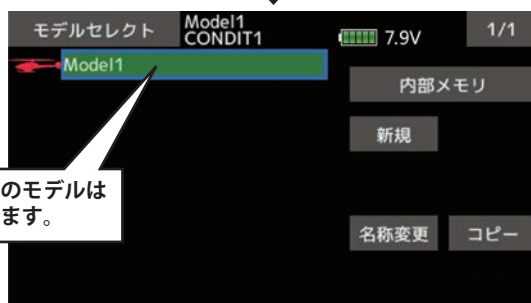 モデルセレクト
Model1
CONDIT1
7.9V
1/1
Model1
内部メモリ
新規
のモデルは
ます。
名称変更
コピー